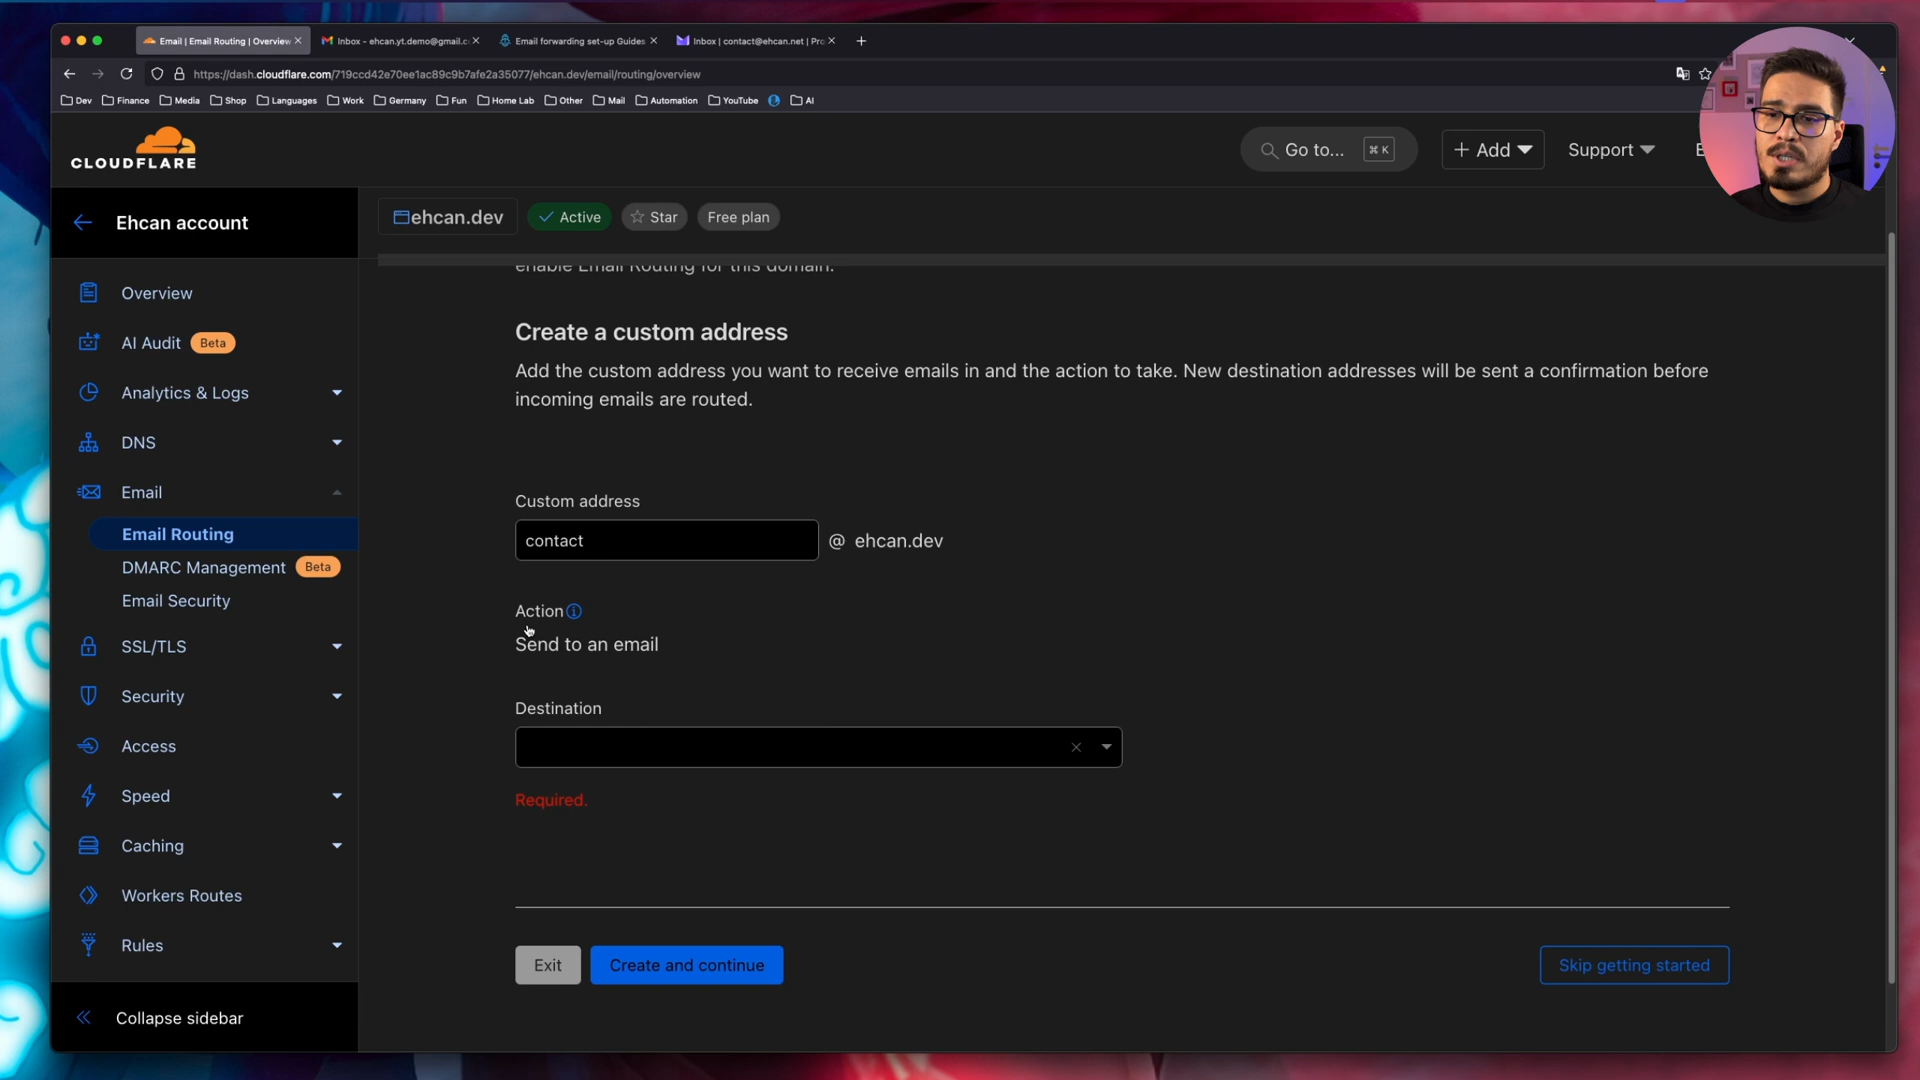 Email | Email Routing | Overview
Inbox - ehcan.yt.demo@gmail.c
Email forwarding set-up Guides
Inbox | contact@ehcan.net | Pro
https://dash.cloudflare.com/719ccd42e70ee1ac89c9b7afe2a35077/ehcan.dev/email/routing/overview
Dev
Finance
Media
Shop
Languages
Work
Germany
Fun
Home Lab
Other
Mail
Automation
YouTube
AI
CLOUDFLARE
Go to... ⌘ K
+ Add
Support
Ehcan account
ehcan.dev
Active
Star
Free plan
Overview
AI Audit Beta
Analytics & Logs
DNS
Email
Email Routing
DMARC Management Beta
Email Security
SSL/TLS
Security
Access
Speed
Caching
Workers Routes
Rules
Collapse sidebar
enable Email Routing for this domain.
Create a custom address
Add the custom address you want to receive emails in and the action to take. New destination addresses will be sent a confirmation before
incoming emails are routed.
Custom address
contact @ ehcan.dev
Action
Send to an email
Destination
Required.
Exit
Create and continue
Skip getting started